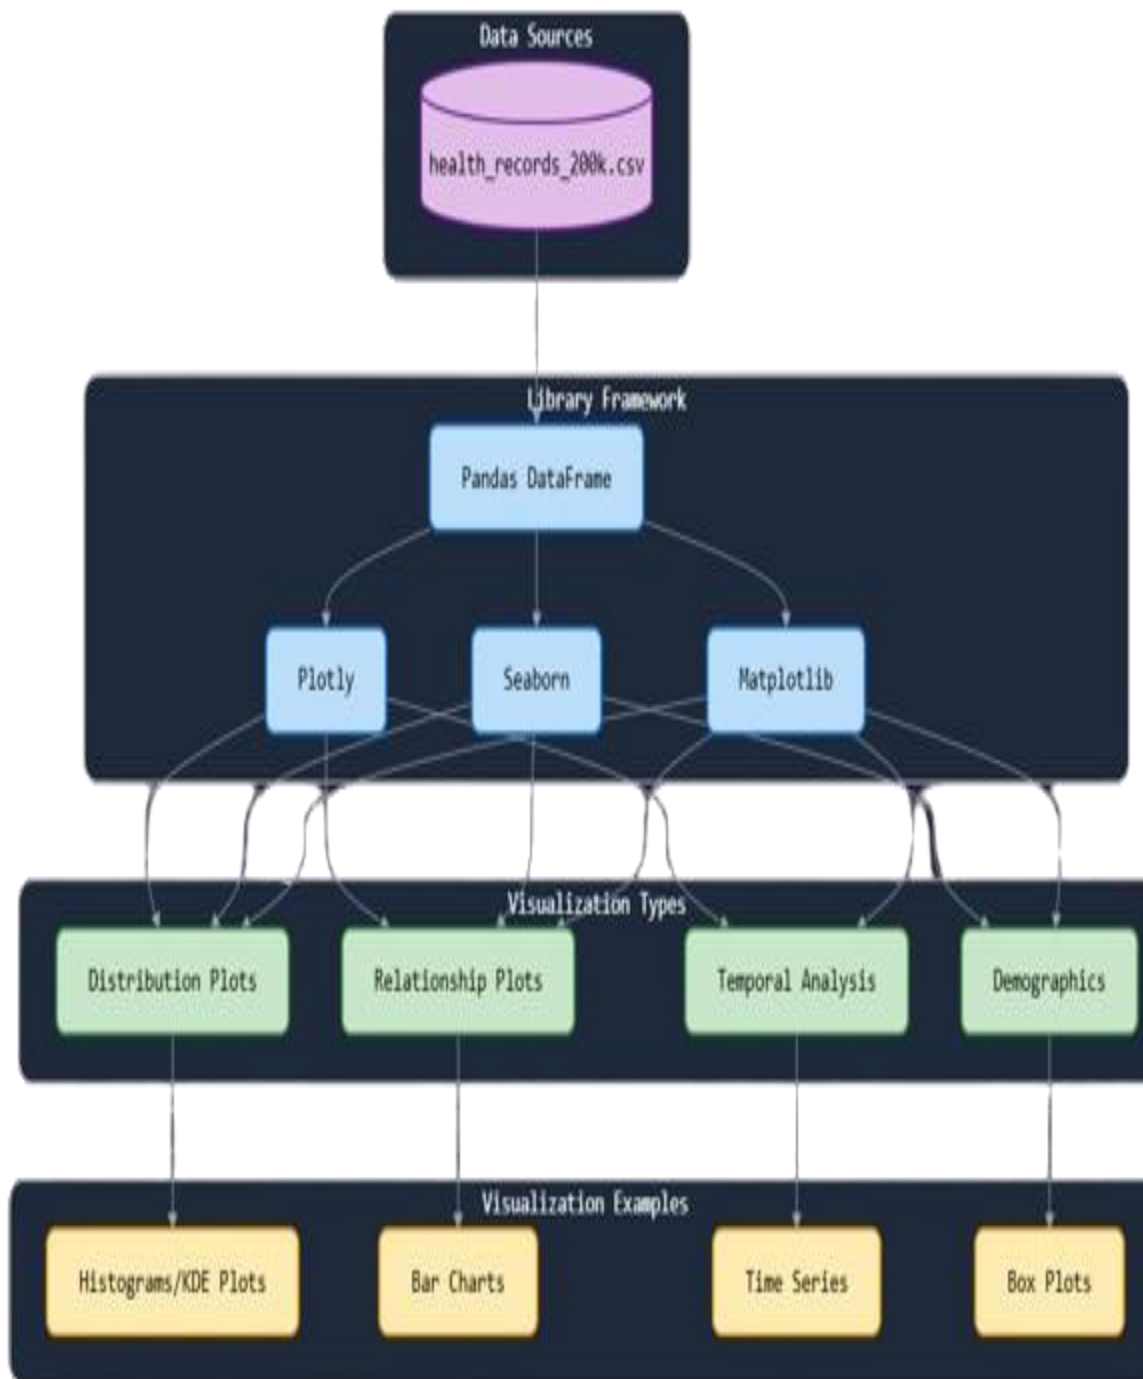 Data Sources
health_records_200k.csv
Library Framework
Pandas DataFrame
Plotly
Seaborn
Matplotlib
Visualization Types
Distribution Plots
Relationship Plots
Temporal Analysis
Demographics
Visualization Examples
Histograms/KDE Plots
Bar Charts
Time Series
Box Plots